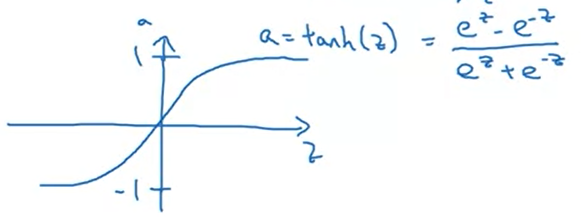 a
1
a = tanh(z) = (e^z - e^-z) / (e^z + e^-z)
z
-1